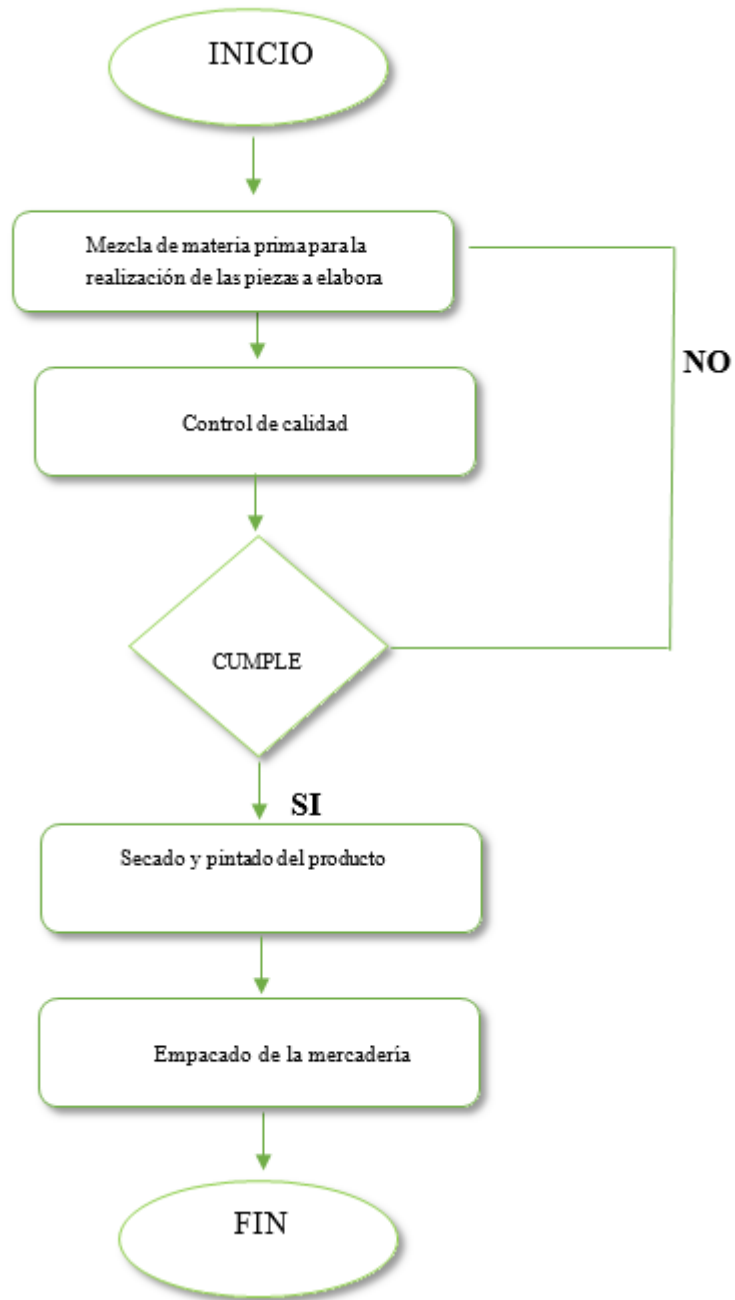 INICIO
Mezcla de materia prima para la
realización de las piezas a elabora
NO
Control de calidad
CUMPLE
SI
Secado y pintado del producto
Empacado de la mercadería
FIN